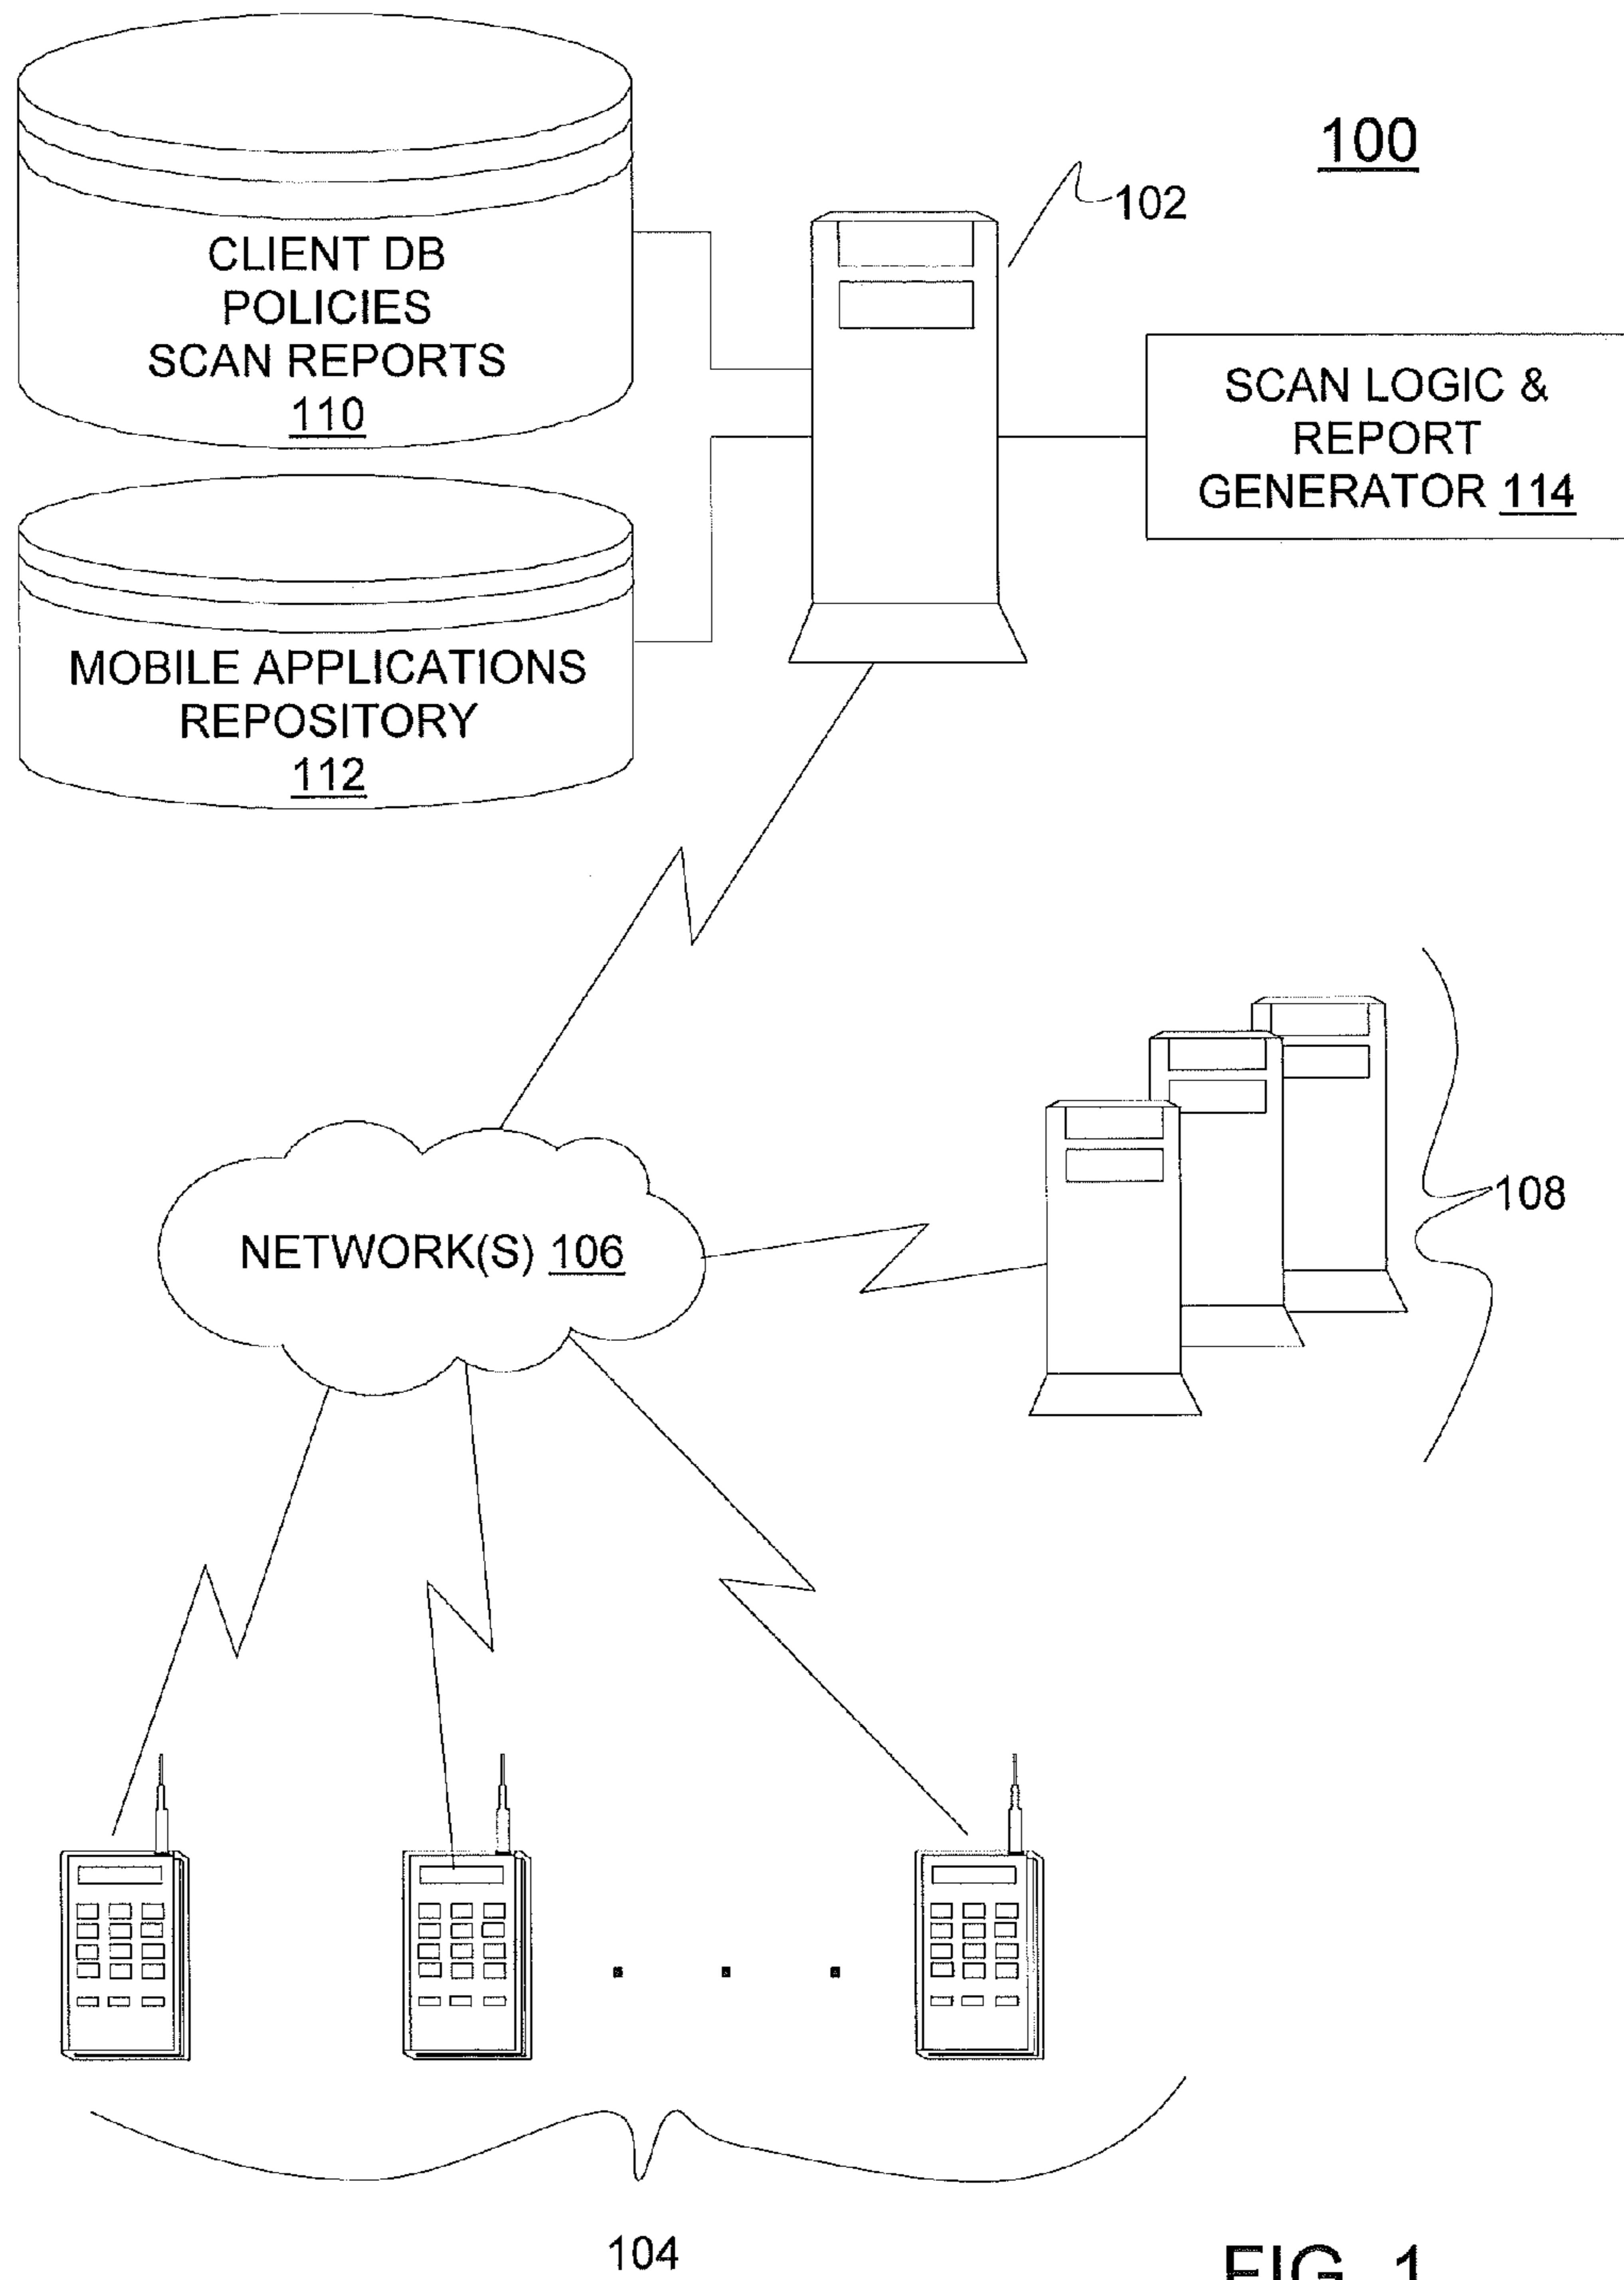 100
102
CLIENT DB
POLICIES
SCAN REPORTS
110
SCAN LOGIC &
REPORT
GENERATOR 114
MOBILE APPLICATIONS
REPOSITORY
112
108
NETWORK(S) 106
104
FIG. 1